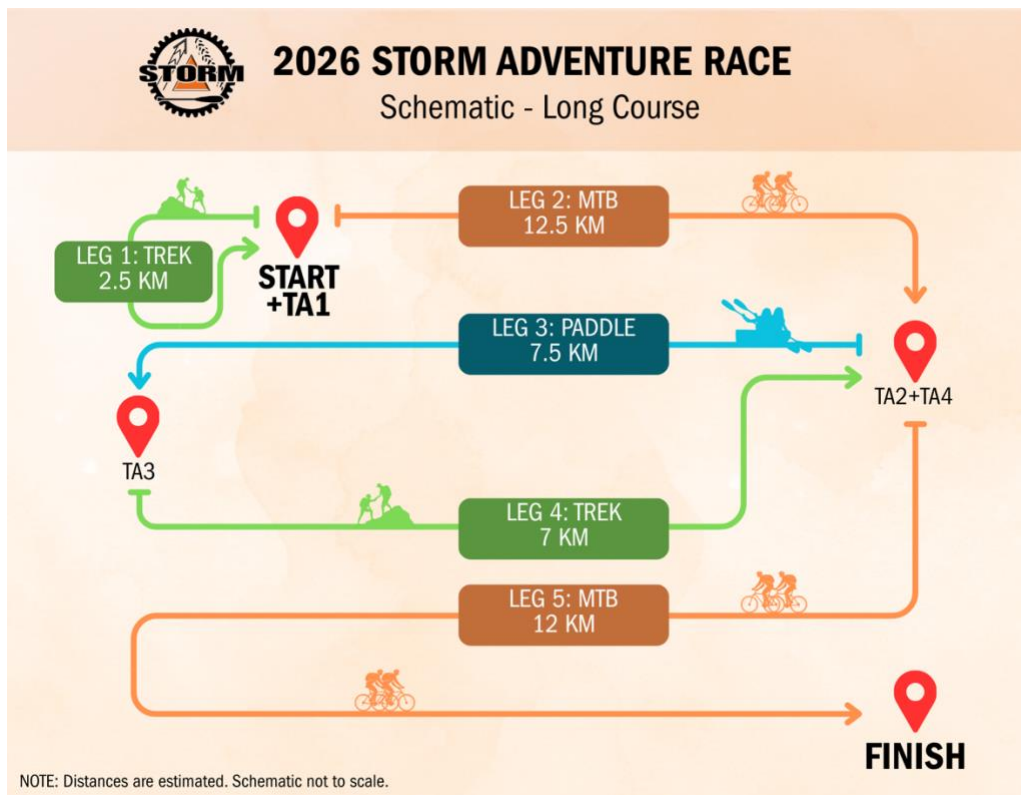 STORM
2026 STORM ADVENTURE RACE
Schematic - Long Course
LEG 1: TREK
2.5 KM
START
+TA1
LEG 2: MTB
12.5 KM
LEG 3: PADDLE
7.5 KM
TA2+TA4
TA3
LEG 4: TREK
7 KM
LEG 5: MTB
12 KM
FINISH
NOTE: Distances are estimated. Schematic not to scale.